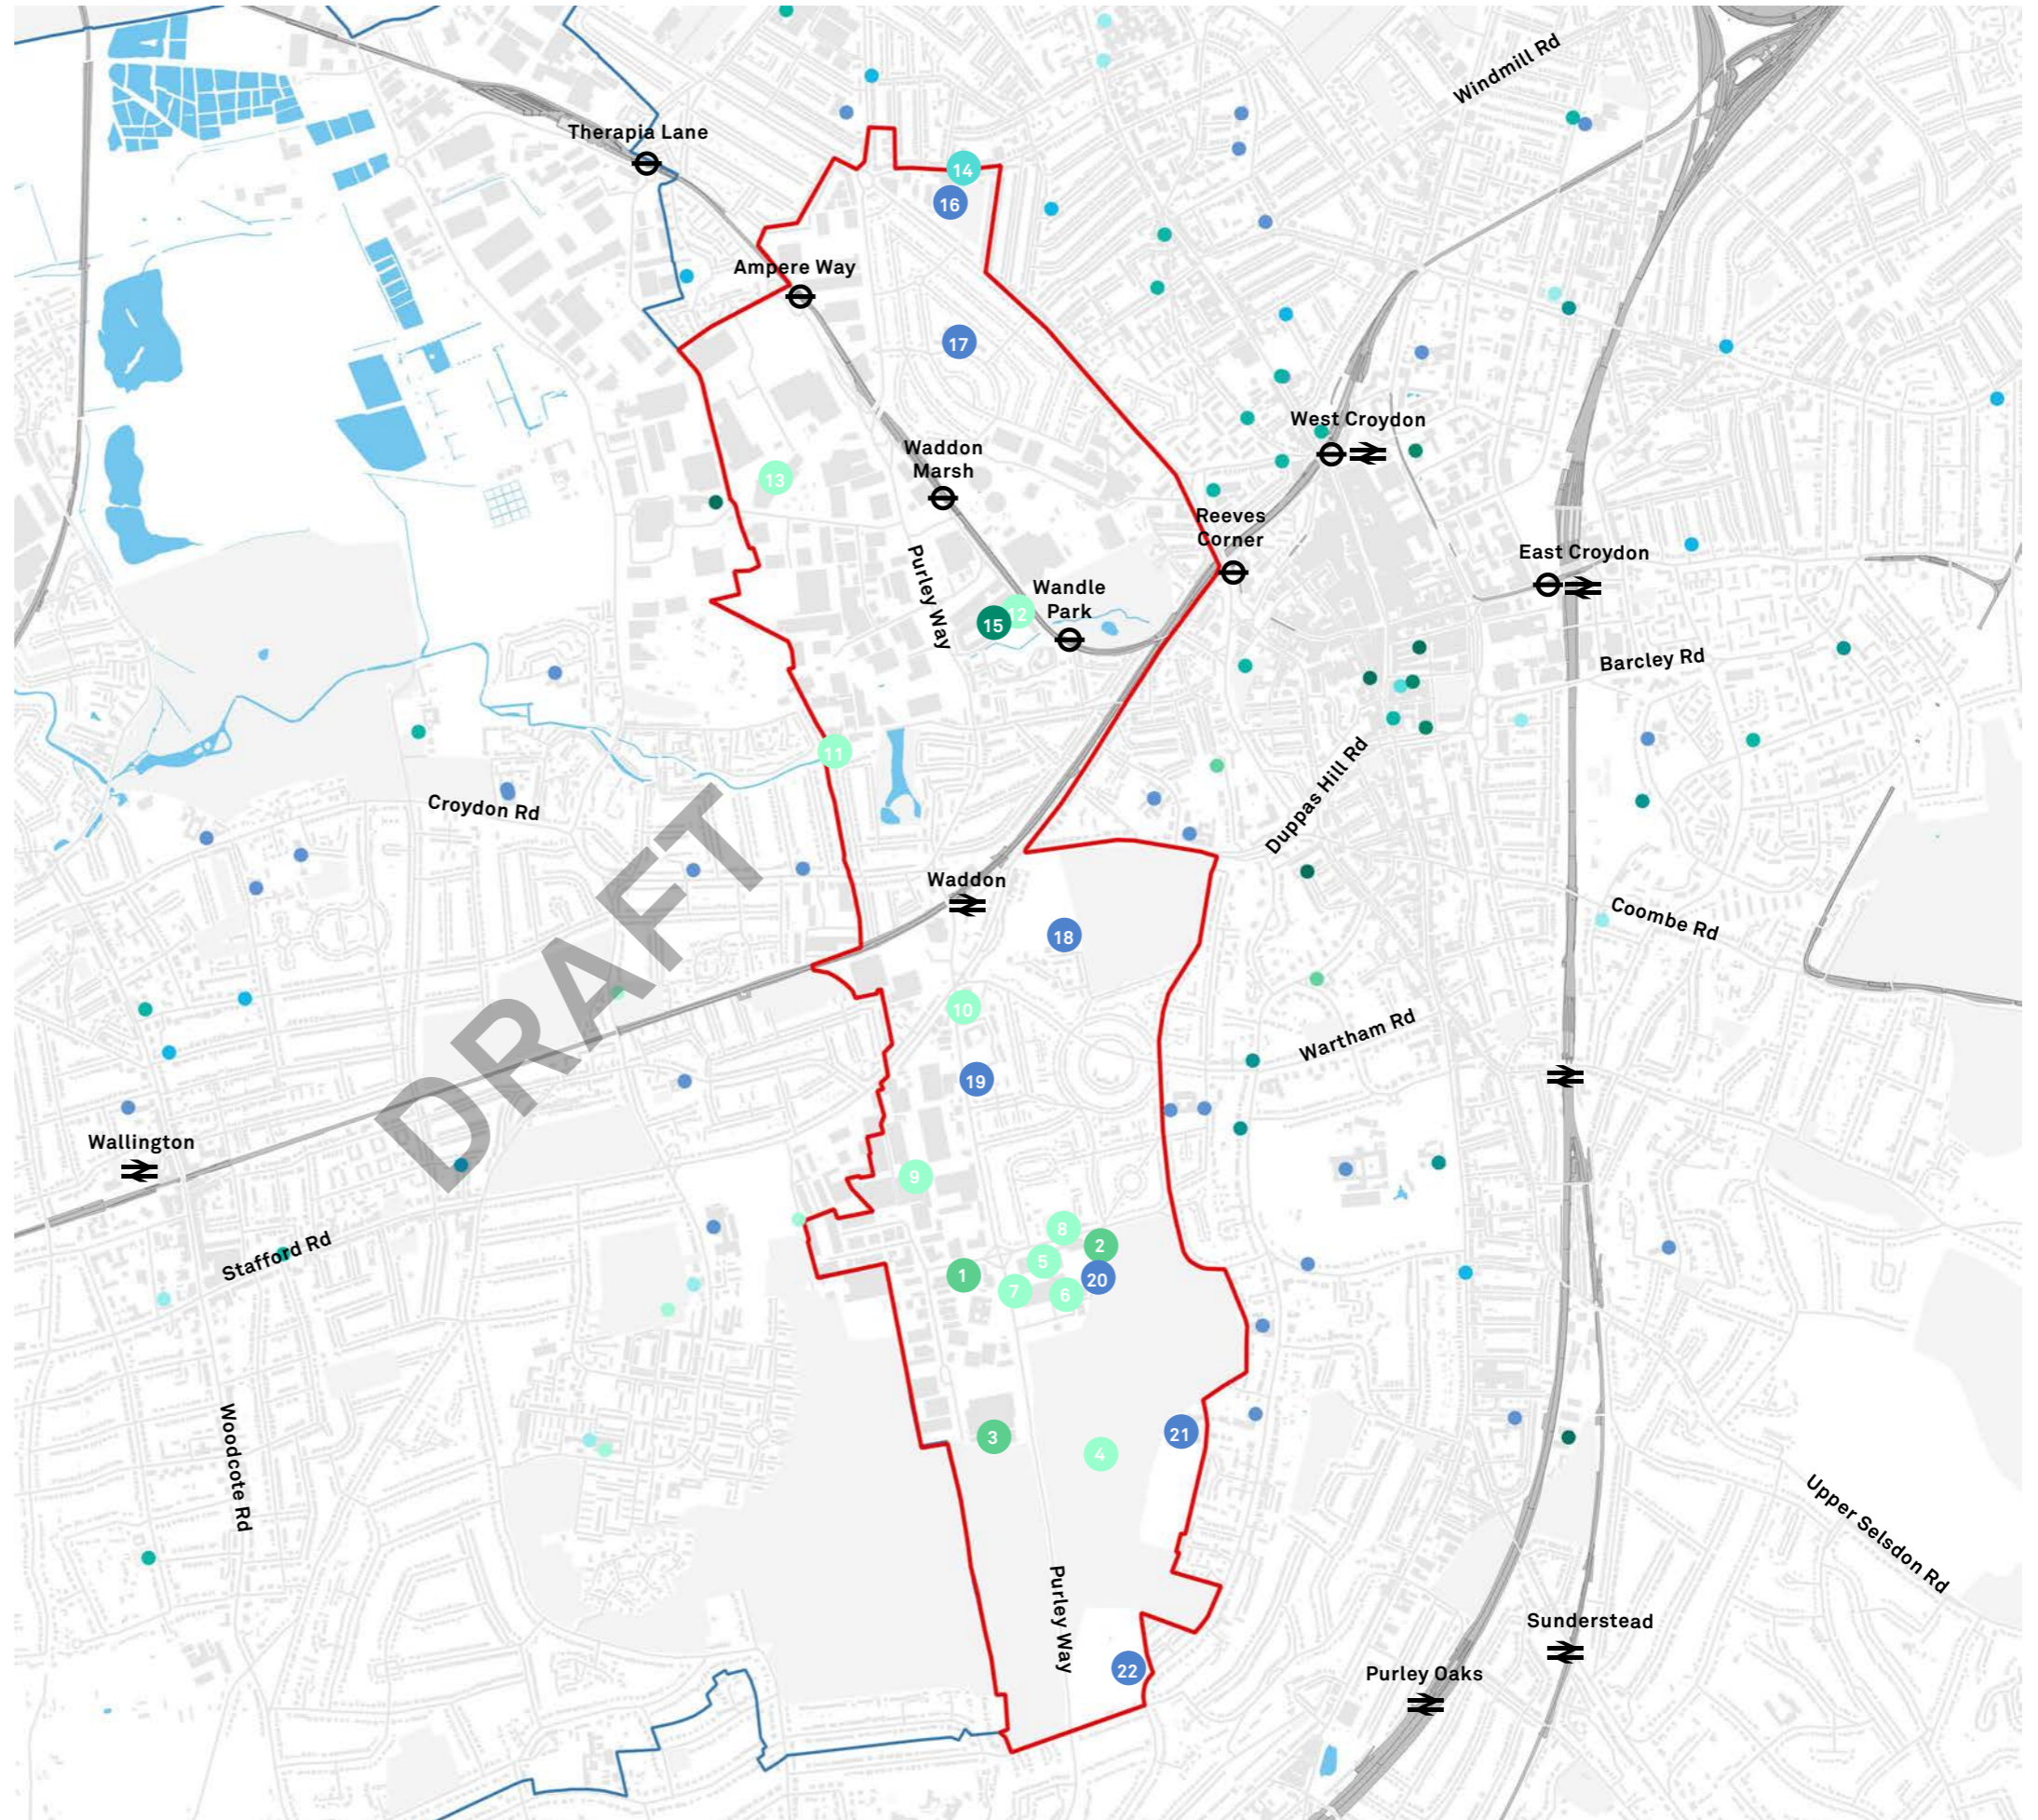 Windmill Rd
Therapia Lane
14
16
Ampere Way
17
West Croydon
Waddon
Marsh
13
Reeves
Corner
East Croydon
Purley Way
Wandle
Park
12
15
Barcley Rd
11
Duppas Hill Rd
Croydon Rd
DRAFT
Waddon
Coombe Rd
18
10
Wartham Rd
19
Wallington
9
Stafford Rd
8
2
5
1
20
7
6
Woodcote Rd
3
21
4
Upper Selsdon Rd
Purley Way
Sunderstead
22
Purley Oaks